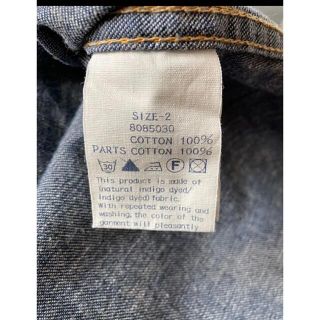 SIZE-2
8085030
COTTON 100%
PARTS COTTON 100%
30 F
This product is made of
(natural indigo dyed/
indigo dyed) fabric.
With repeated wearing and
washing, the color of the
garment will pleasantly